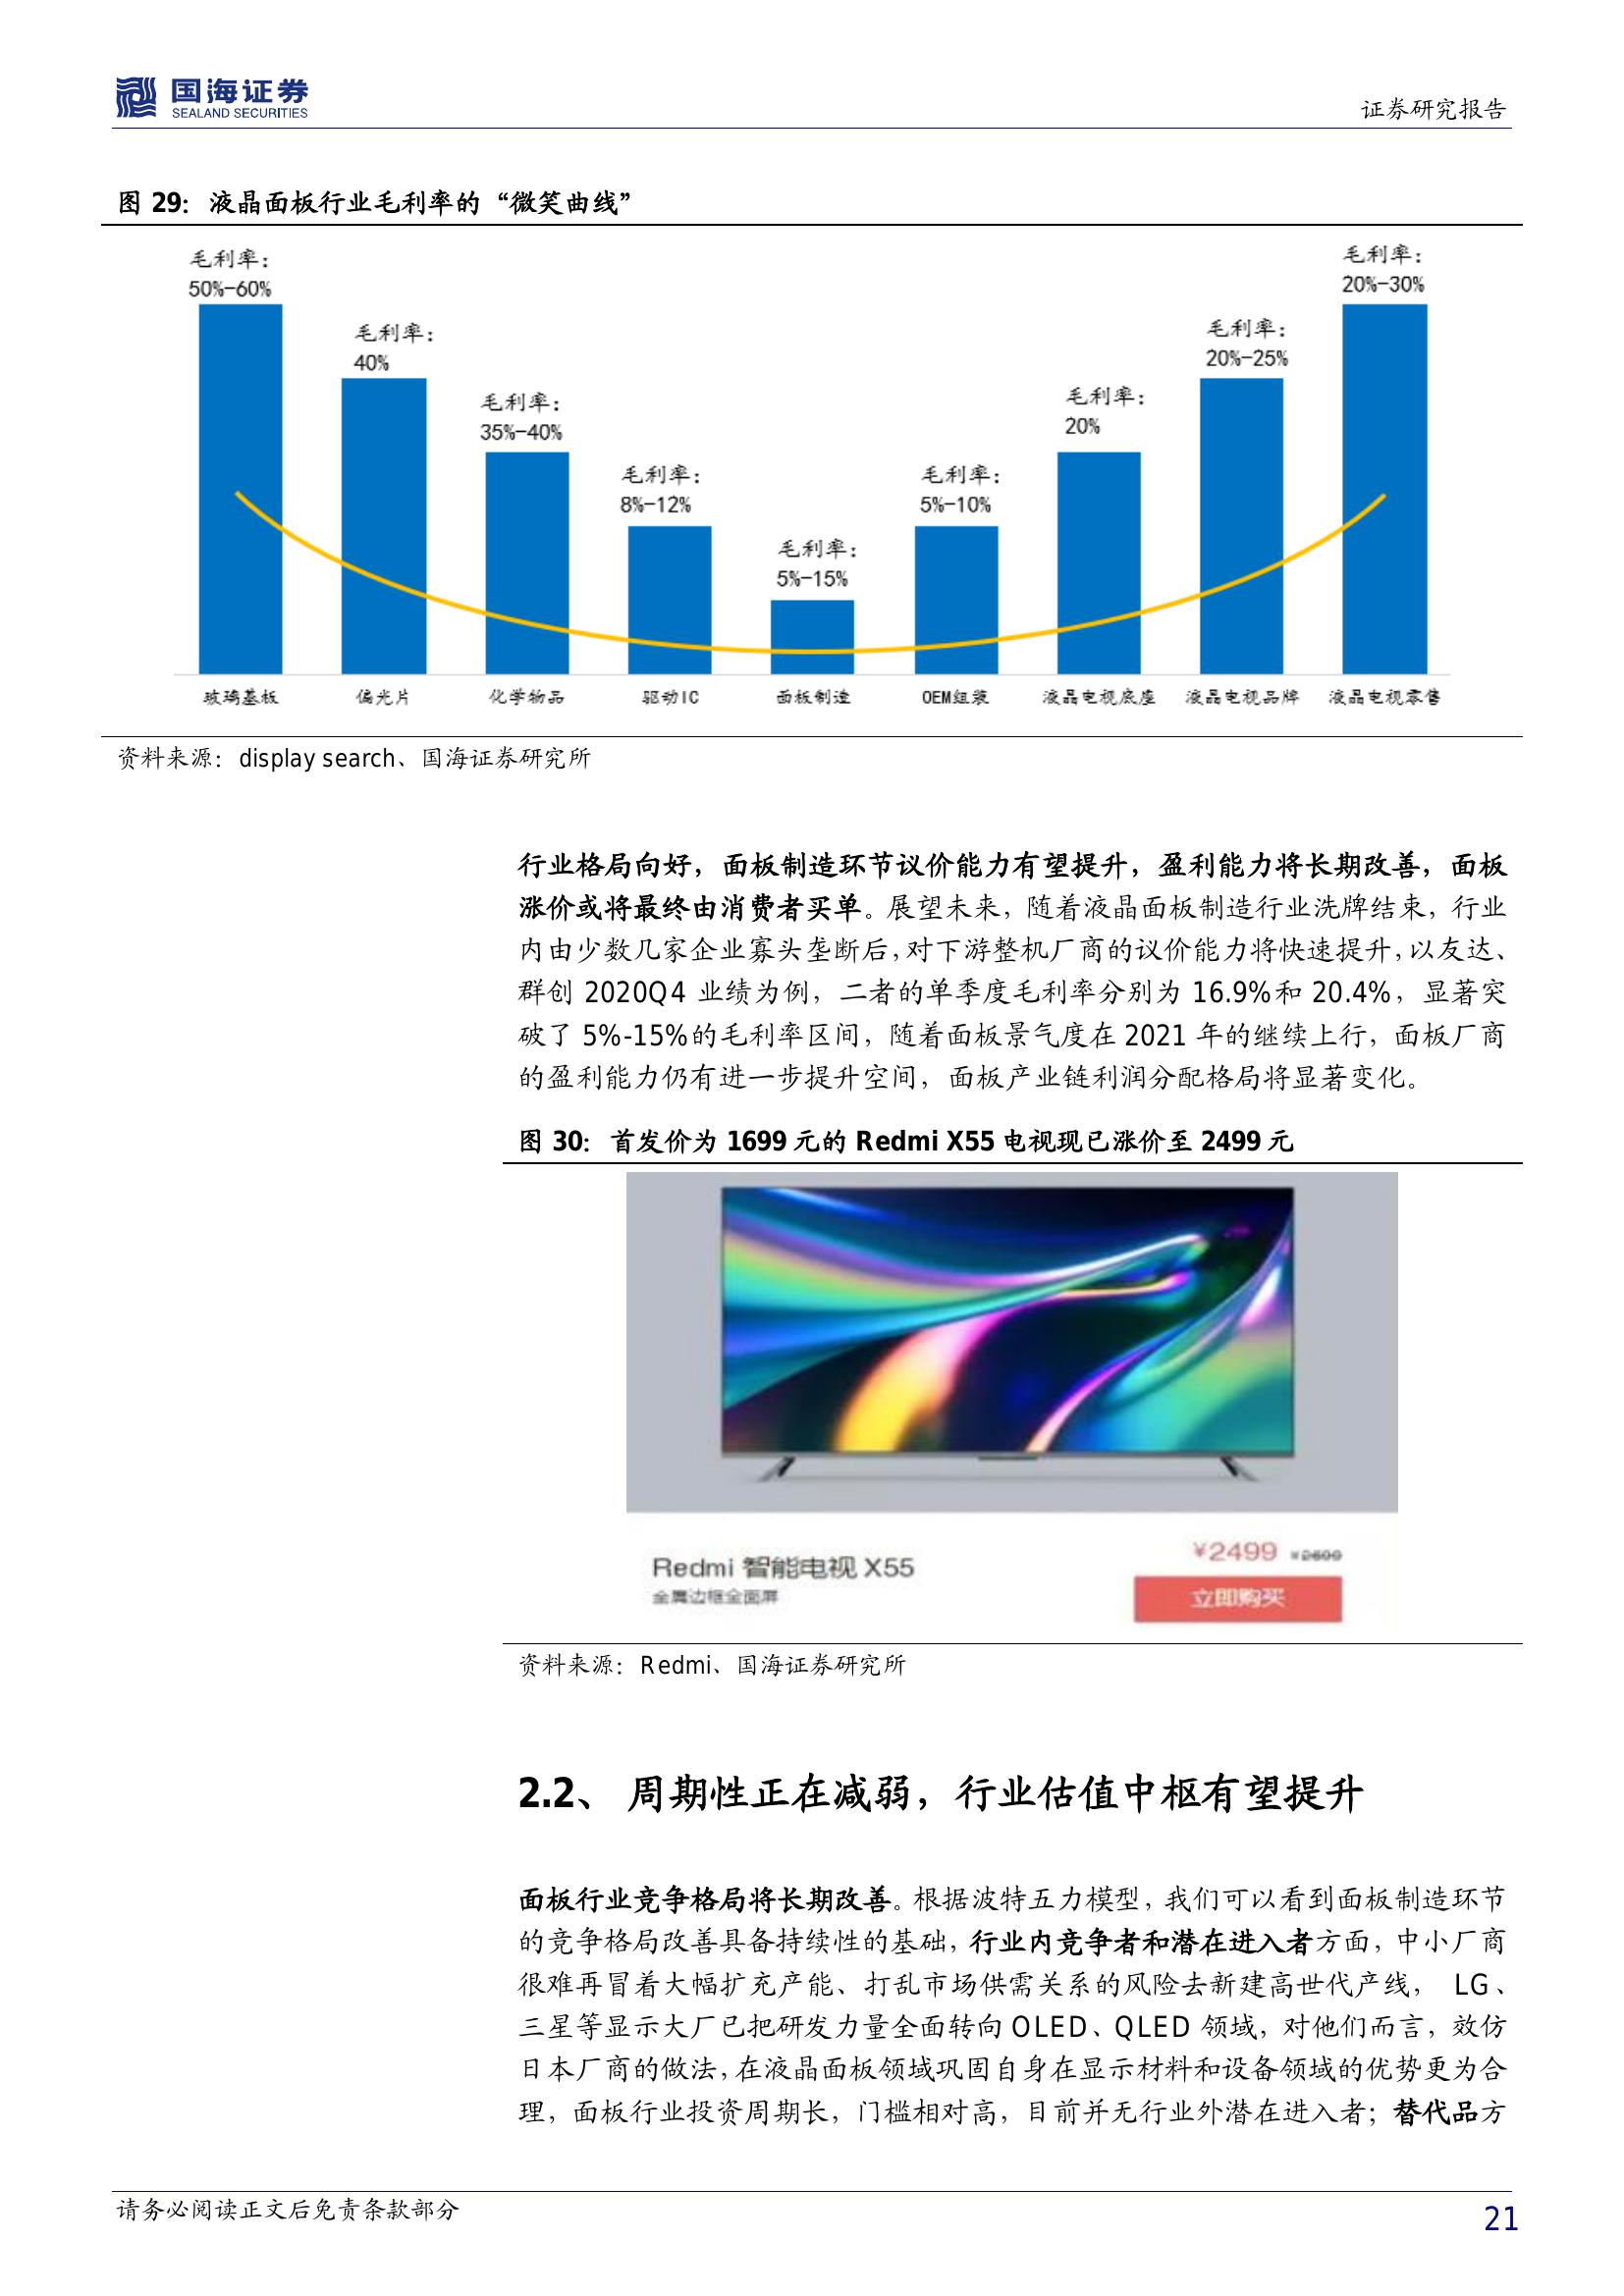 国海证券
SEALAND SECURITIES
证券研究报告
图 29：液晶面板行业毛利率的“微笑曲线”
毛利率：
50%-60%
毛利率：
40%
毛利率：
35%-40%
毛利率：
8%-12%
毛利率：
5%-15%
毛利率：
5%-10%
毛利率：
20%
毛利率：
20%-25%
毛利率：
20%-30%
玻璃基板 偏光片 化学物品 驱动IC 面板制造 OEM组装 液晶电视底座 液晶电视品牌 液晶电视零售
资料来源：display search、国海证券研究所
行业格局向好，面板制造环节议价能力有望提升，盈利能力将长期改善，面板
涨价或将最终由消费者买单。展望未来，随着液晶面板制造行业洗牌结束，行业
内由少数几家企业寡头垄断后，对下游整机厂商的议价能力将快速提升，以友达、
群创 2020Q4 业绩为例，二者的单季度毛利率分别为 16.9%和 20.4%，显著突
破了 5%-15%的毛利率区间，随着面板景气度在 2021 年的继续上行，面板厂商
的盈利能力仍有进一步提升空间，面板产业链利润分配格局将显著变化。
图 30：首发价为 1699 元的 Redmi X55 电视现已涨价至 2499 元
Redmi 智能电视 X55
¥2499
金属边框全面屏
立即购买
资料来源：Redmi、国海证券研究所
2.2、 周期性正在减弱，行业估值中枢有望提升
面板行业竞争格局将长期改善。根据波特五力模型，我们可以看到面板制造环节
的竞争格局改善具备持续性的基础，行业内竞争者和潜在进入者方面，中小厂商
很难再冒着大幅扩充产能、打乱市场供需关系的风险去新建高世代产线， LG、
三星等显示大厂已把研发力量全面转向 OLED、QLED 领域，对他们而言，效仿
日本厂商的做法，在液晶面板领域巩固自身在显示材料和设备领域的优势更为合
理，面板行业投资周期长，门槛相对高，目前并无行业外潜在进入者；替代品方
请务必阅读正文后免责条款部分
21